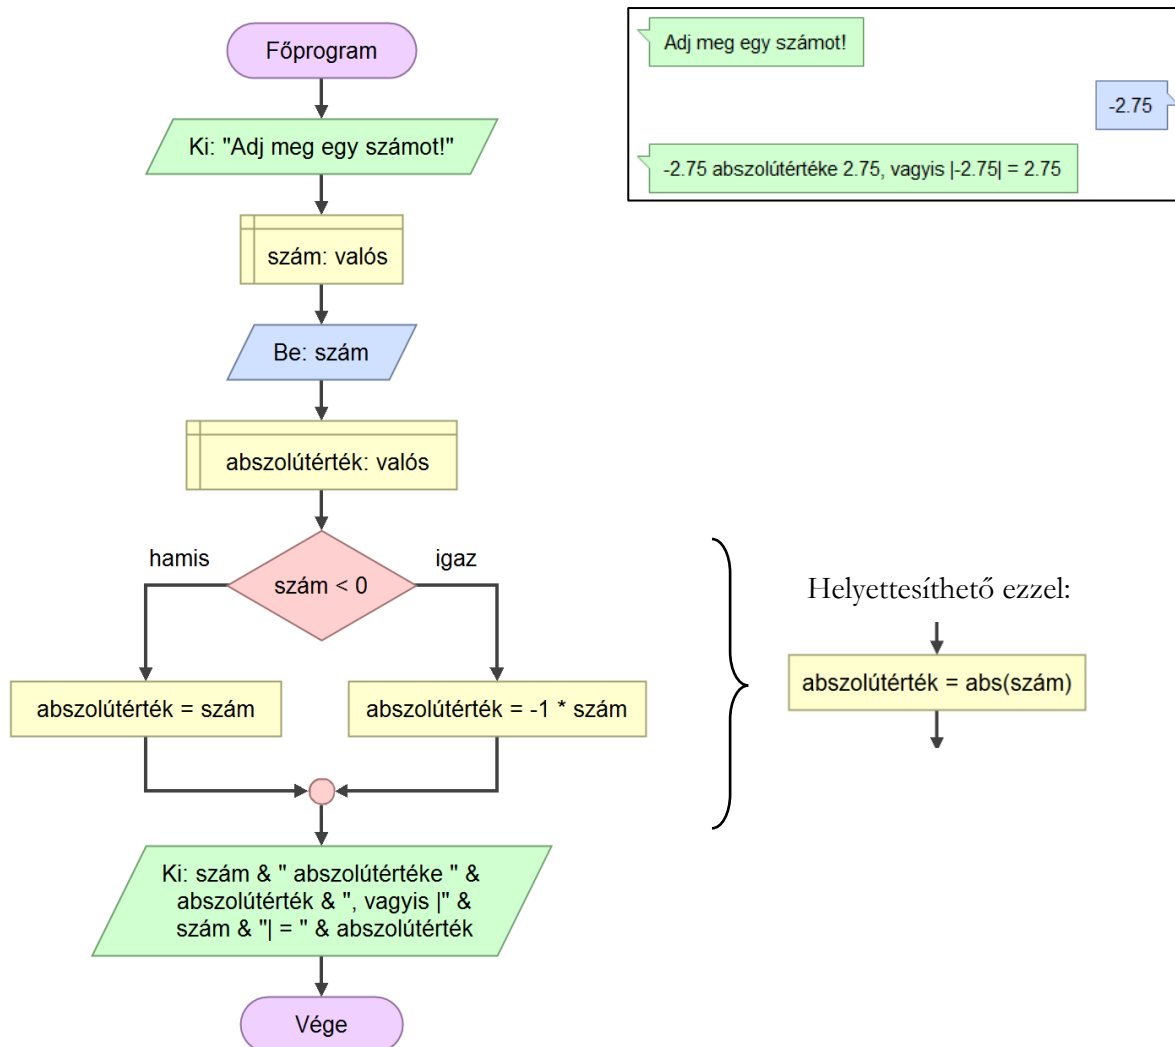 Főprogram
Ki: "Adj meg egy számot!"
szám: valós
Be: szám
abszolútérték: valós
hamis
igaz
szám < 0
abszolútérték = szám
abszolútérték = -1 * szám
Ki: szám & " abszolútértéke " &
abszolútérték & ", vagyis |" &
szám & "| = " & abszolútérték
Vége
Adj meg egy számot!
-2.75
-2.75 abszolútértéke 2.75, vagyis |-2.75| = 2.75
Helyettesíthető ezzel:
abszolútérték = abs(szám)